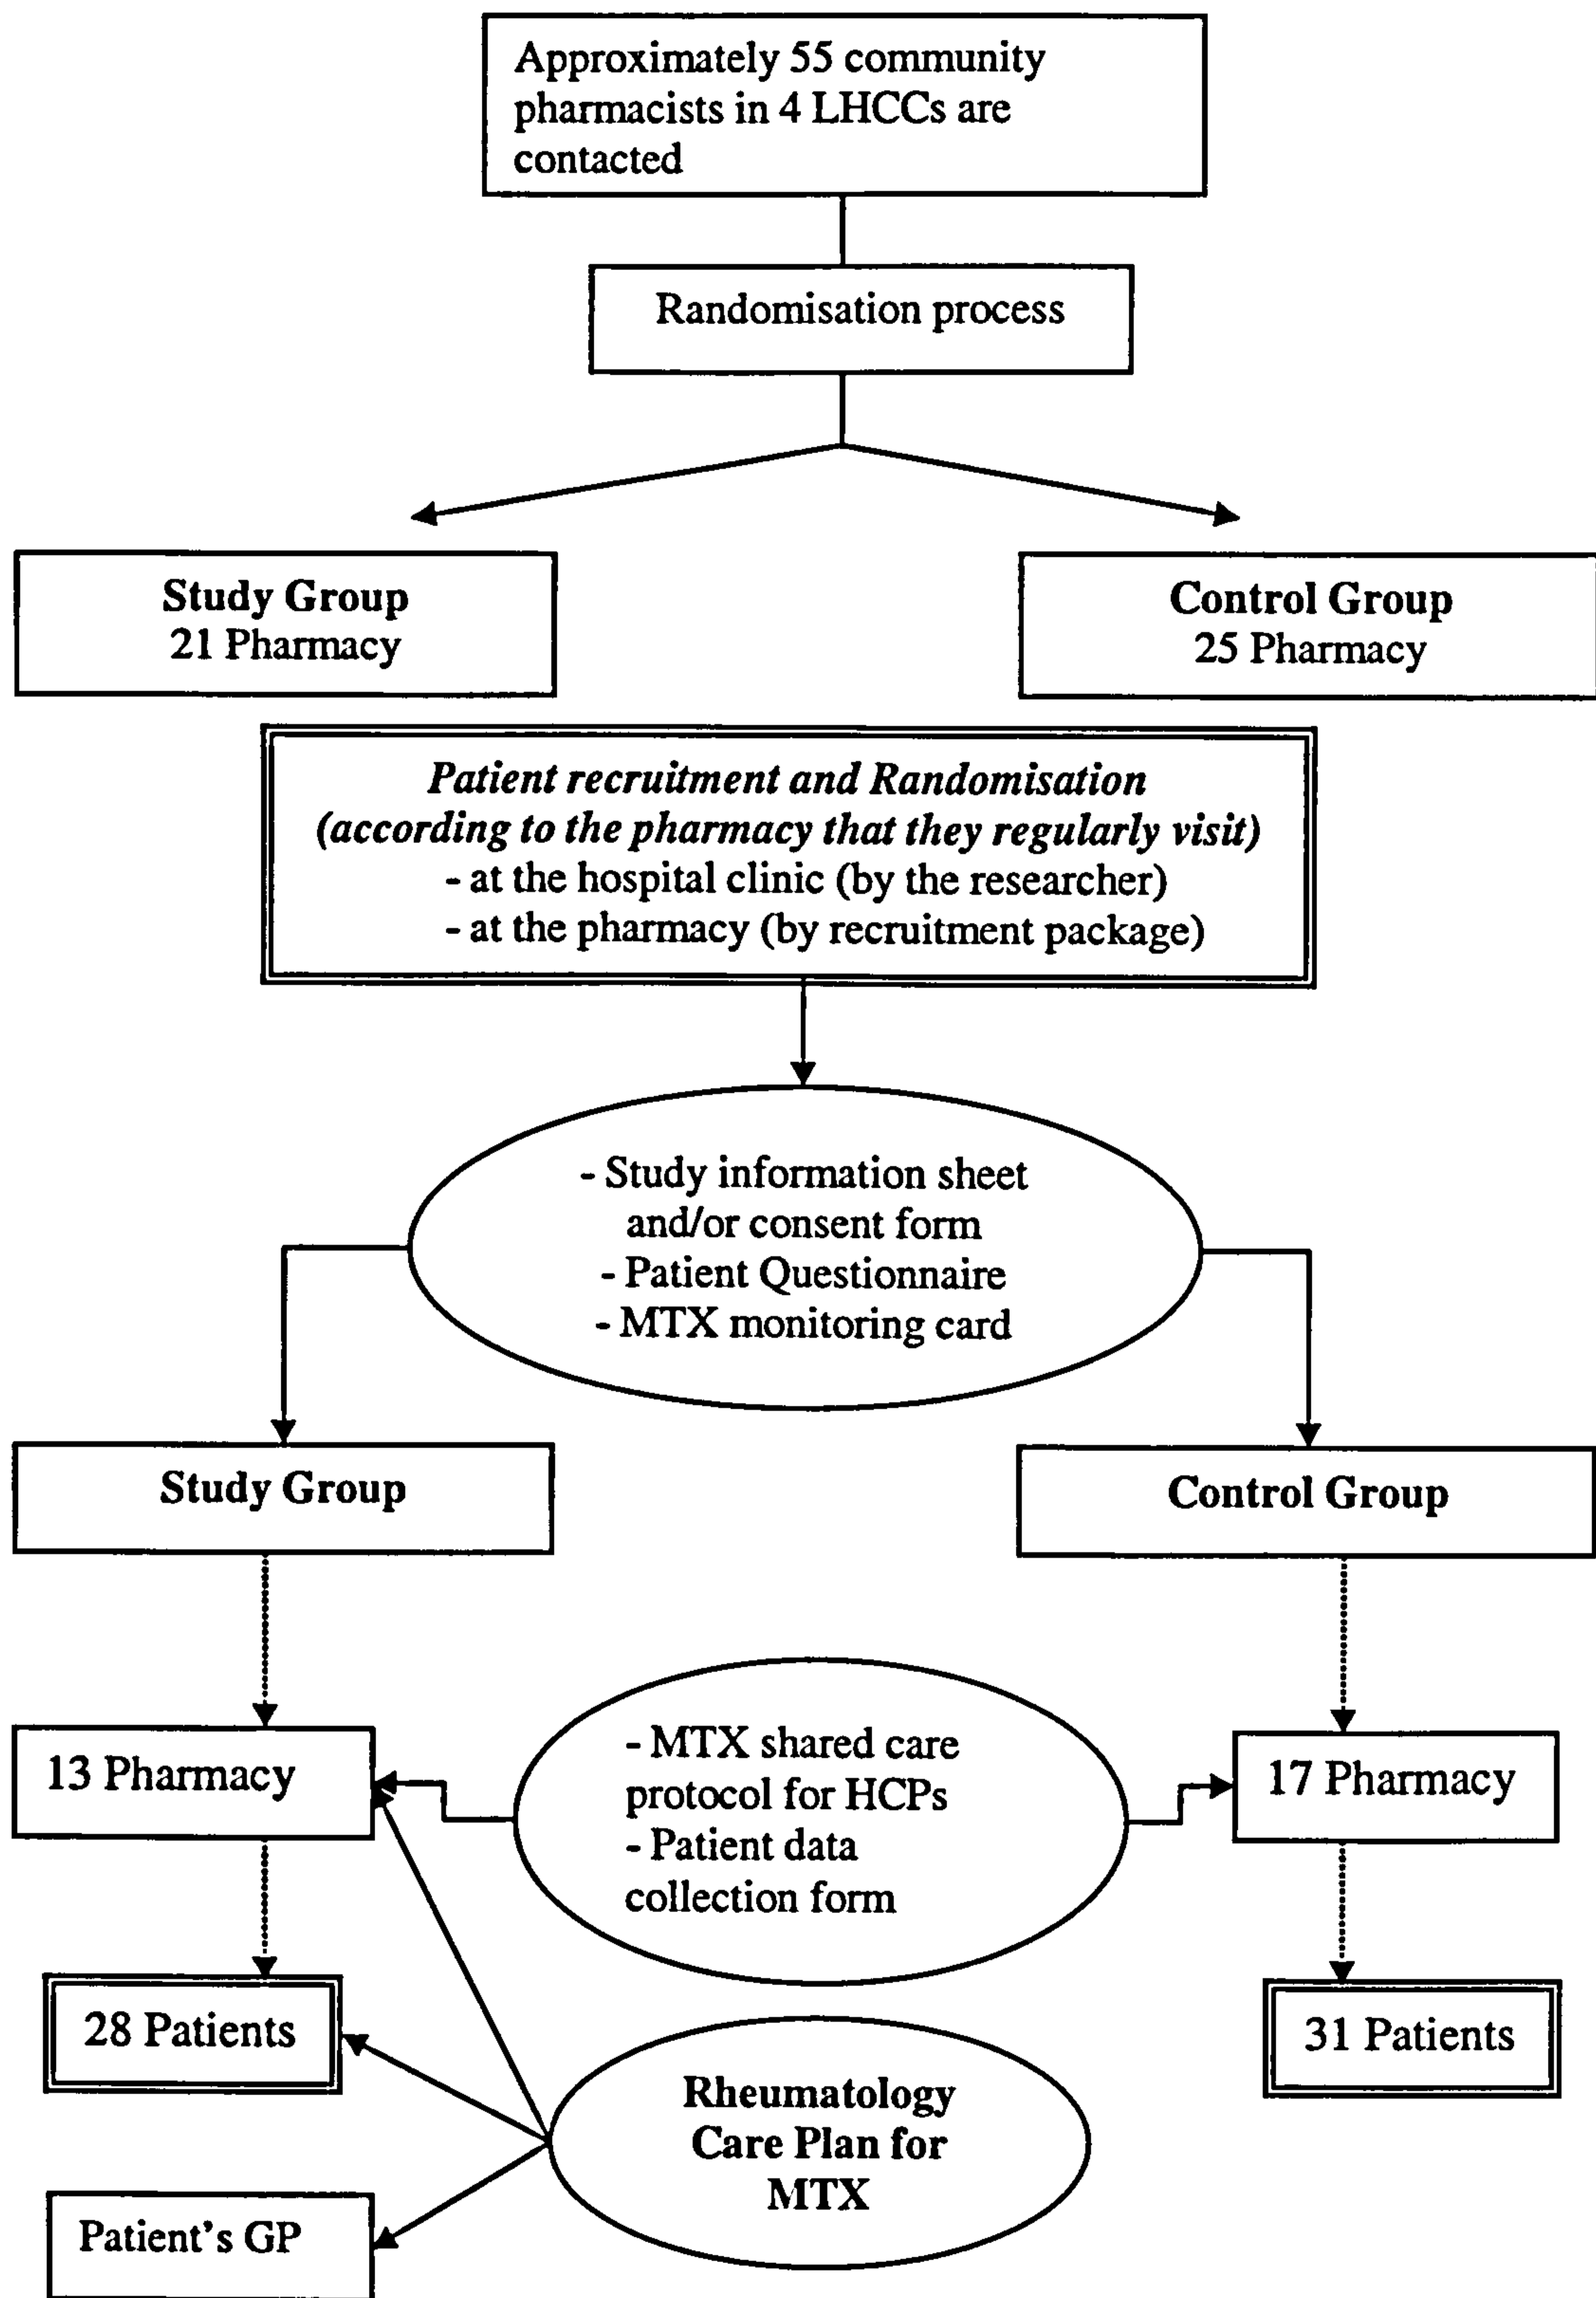 Approximately 55 community
pharmacists in 4 LHCCs are
contacted
Randomisation process
Study Group
21 Pharmacy
Control Group
25 Pharmacy
Patient recruitment and Randomisation
(according to the pharmacy that they regularly visit)
- at the hospital clinic (by the researcher)
- at the pharmacy (by recruitment package)
- Study information sheet
and/or consent form
- Patient Questionnaire
- MTX monitoring card
Study Group
Control Group
13 Pharmacy
- MTX shared care
protocol for HCPs
- Patient data
collection form
17 Pharmacy
28 Patients
31 Patients
Rheumatology
Care Plan for
MTX
Patient's GP